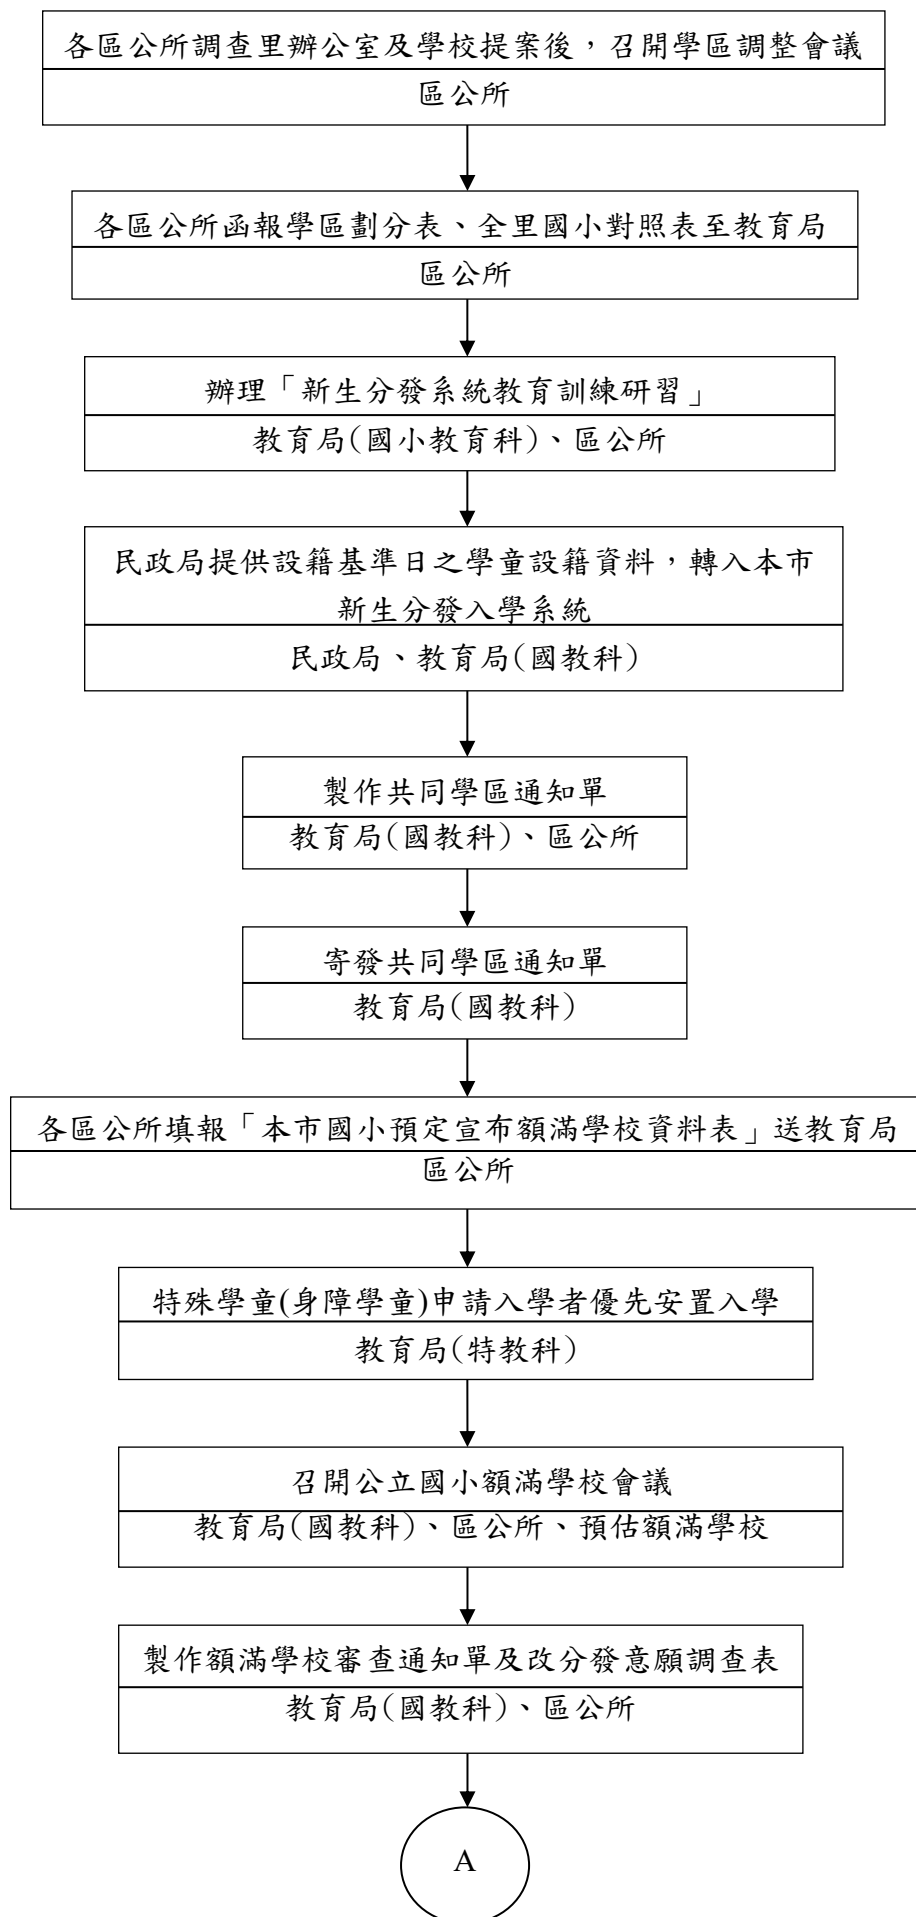 各區公所調查里辦公室及學校提案後，召開學區調整會議
區公所
各區公所函報學區劃分表、全里國小對照表至教育局
區公所
辦理「新生分發系統教育訓練研習」
教育局(國小教育科)、區公所
民政局提供設籍基準日之學童設籍資料，轉入本市
新生分發入學系統
民政局、教育局(國教科)
製作共同學區通知單
教育局(國教科)、區公所
寄發共同學區通知單
教育局(國教科)
各區公所填報「本市國小預定宣布額滿學校資料表」送教育局
區公所
特殊學童(身障學童)申請入學者優先安置入學
教育局(特教科)
召開公立國小額滿學校會議
教育局(國教科)、區公所、預估額滿學校
製作額滿學校審查通知單及改分發意願調查表
教育局(國教科)、區公所
A